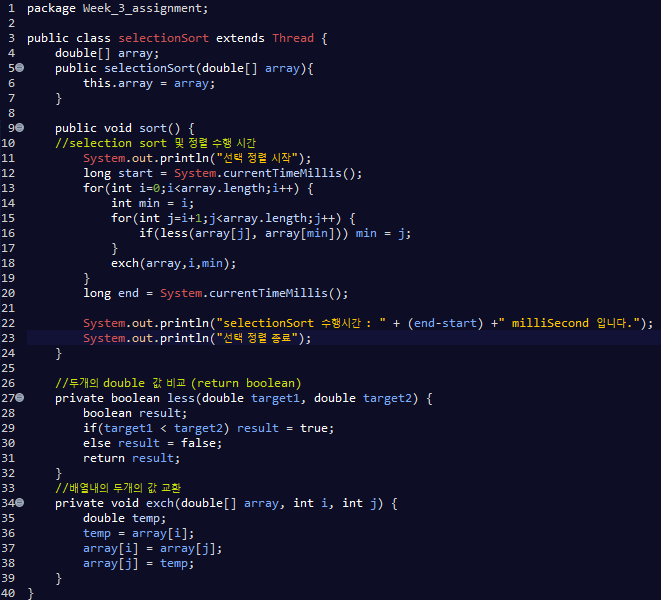 1 package Week_3_assignment;
2
3 public class selectionSort extends Thread {
4     double[] array;
5     public selectionSort(double[] array){
6         this.array = array;
7     }
8
9     public void sort() {
10     //selection sort 및 정렬 수행 시간
11         System.out.println("선택 정렬 시작");
12         long start = System.currentTimeMillis();
13         for(int i=0;i<array.length;i++) {
14             int min = i;
15             for(int j=i+1;j<array.length;j++) {
16                 if(less(array[j], array[min])) min = j;
17             }
18             exch(array,i,min);
19         }
20         long end = System.currentTimeMillis();
21
22         System.out.println("selectionSort 수행시간 : " + (end-start) +" milliSecond 입니다.");
23         System.out.println("선택 정렬 종료");
24     }
25
26     //두개의 double 값 비교 (return boolean)
27     private boolean less(double target1, double target2) {
28         boolean result;
29         if(target1 < target2) result = true;
30         else result = false;
31         return result;
32     }
33     //배열내의 두개의 값 교환
34     private void exch(double[] array, int i, int j) {
35         double temp;
36         temp = array[i];
37         array[i] = array[j];
38         array[j] = temp;
39     }
40 }